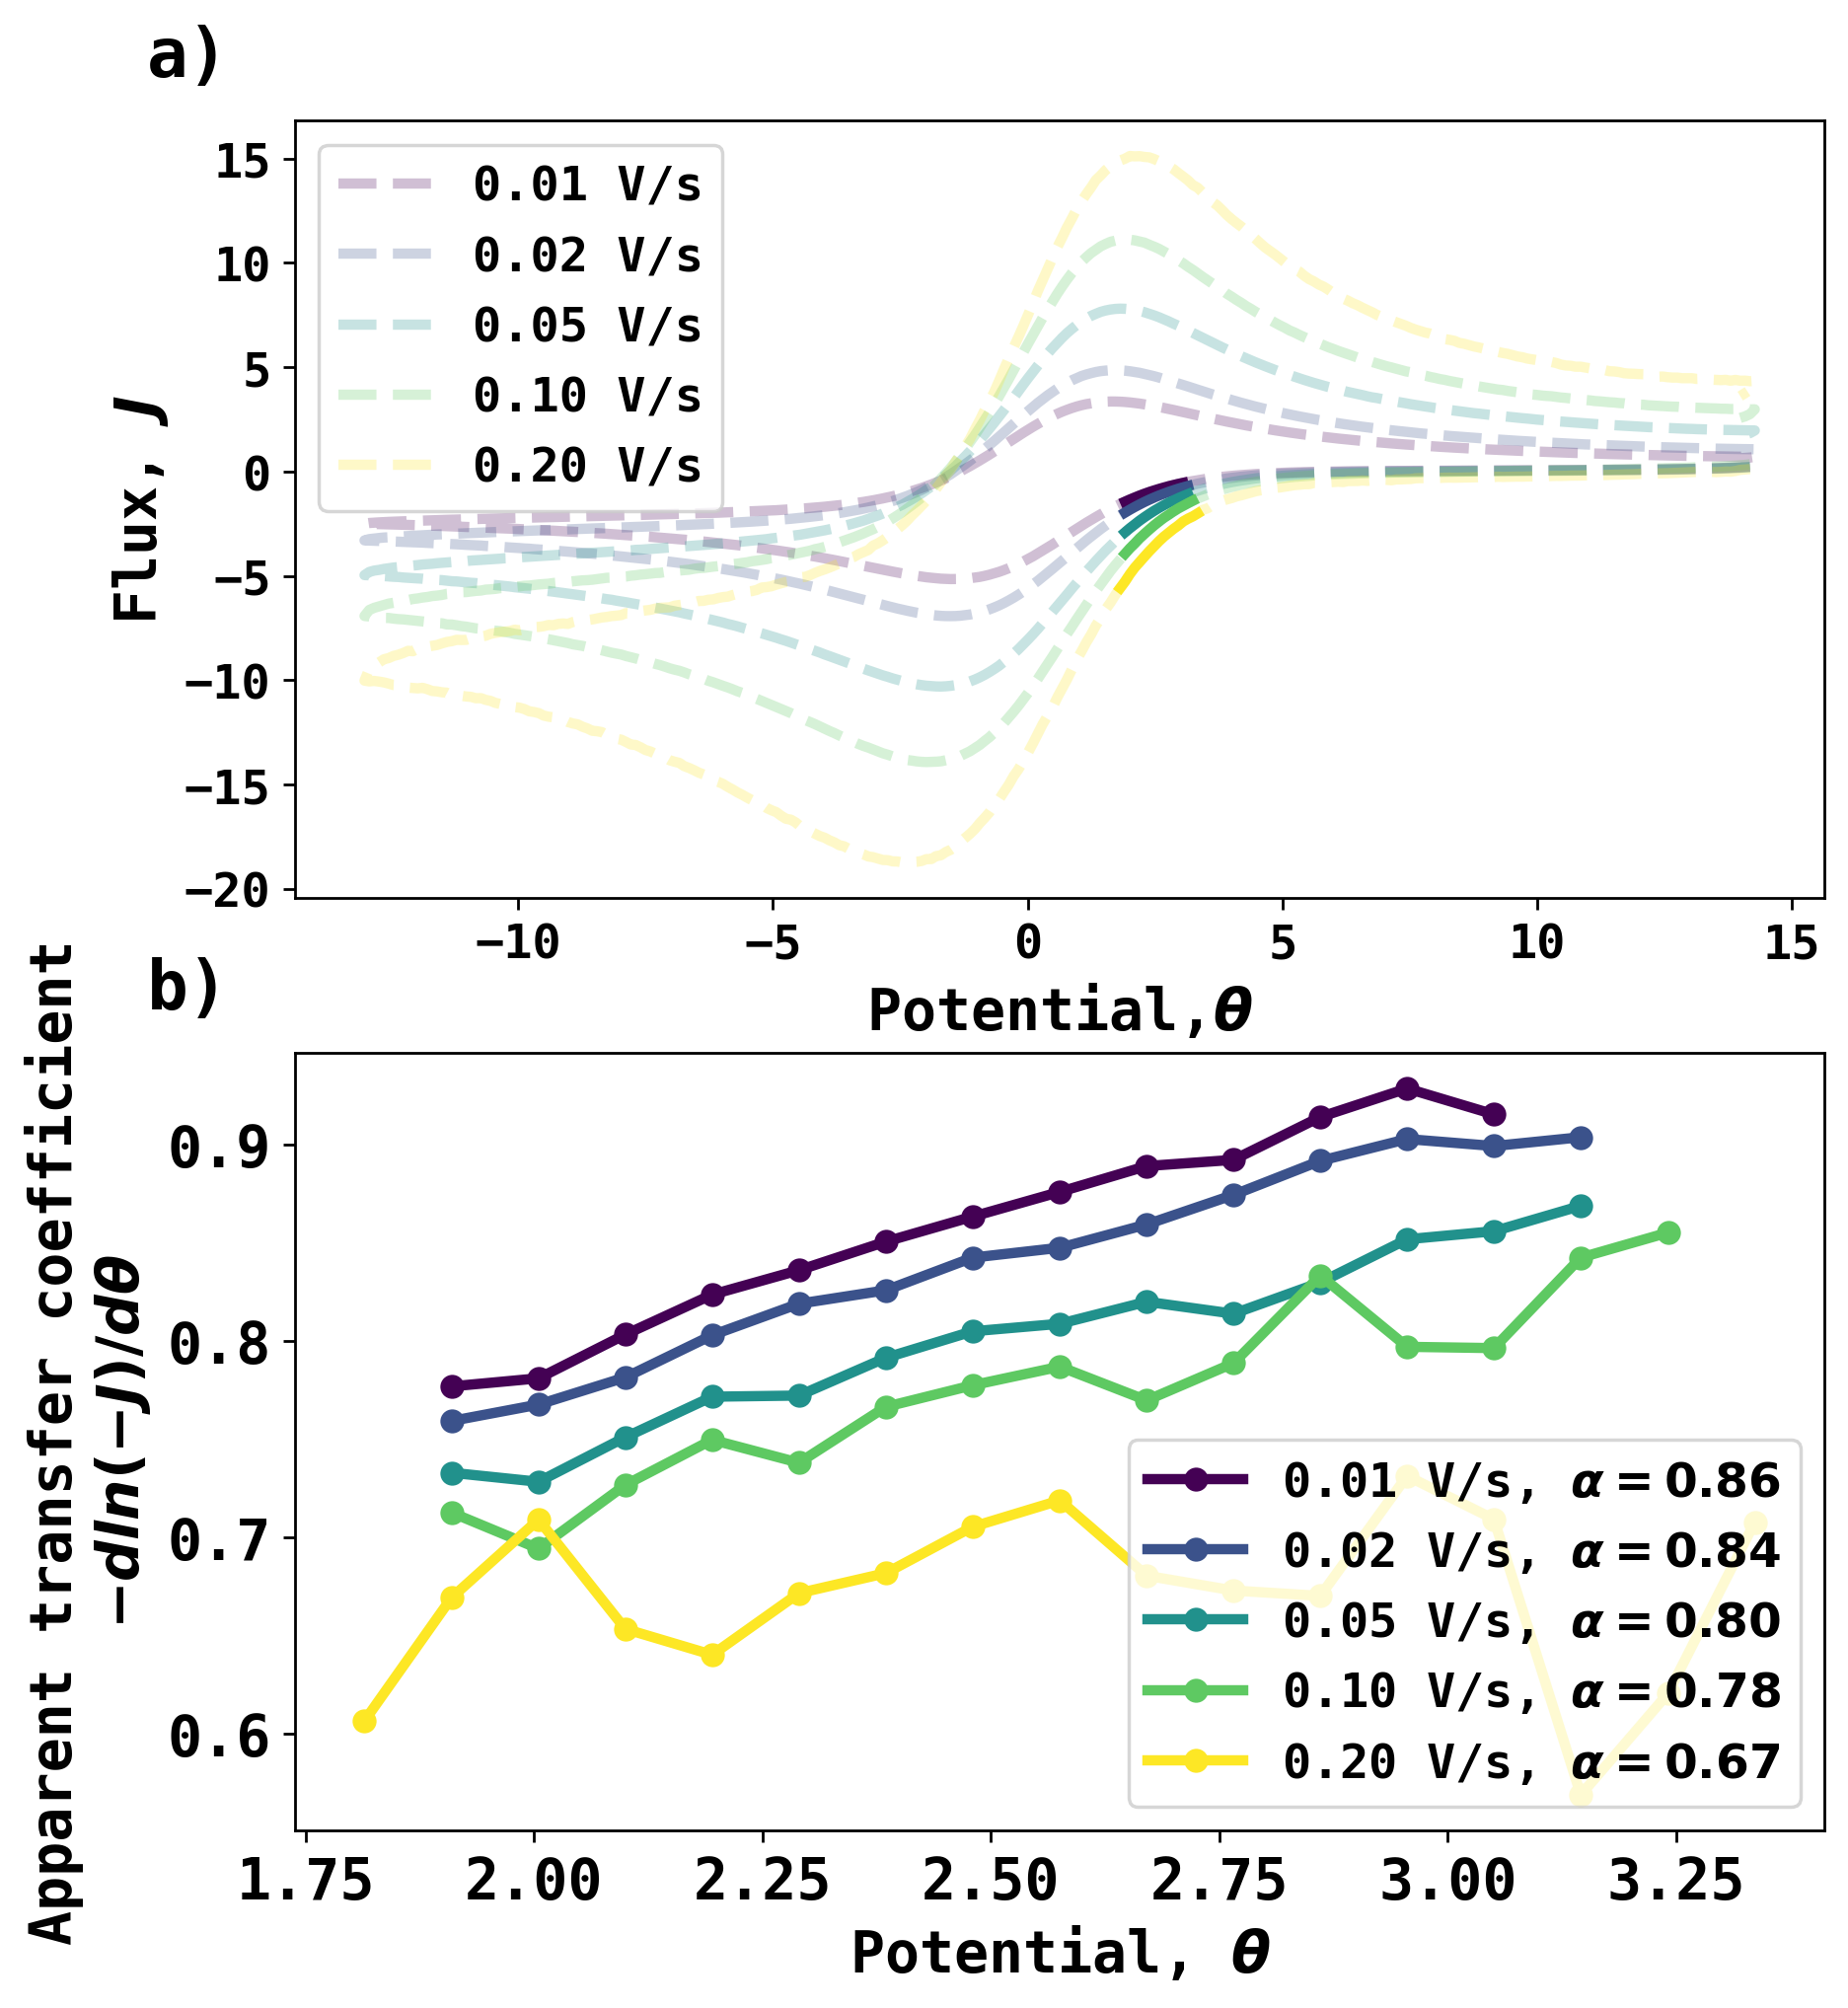 a)
15
10
5
0
−5
−10
−15
−20
Flux, J
0.01 V/s
0.02 V/s
0.05 V/s
0.10 V/s
0.20 V/s
−10 −5 0 5 10 15
Potential,θ
b)
0.9
0.8
0.7
0.6
Apparent transfer coefficient
−dln(−J)/dθ
0.01 V/s, α = 0.86
0.02 V/s, α = 0.84
0.05 V/s, α = 0.80
0.10 V/s, α = 0.78
0.20 V/s, α = 0.67
1.75 2.00 2.25 2.50 2.75 3.00 3.25
Potential, θ